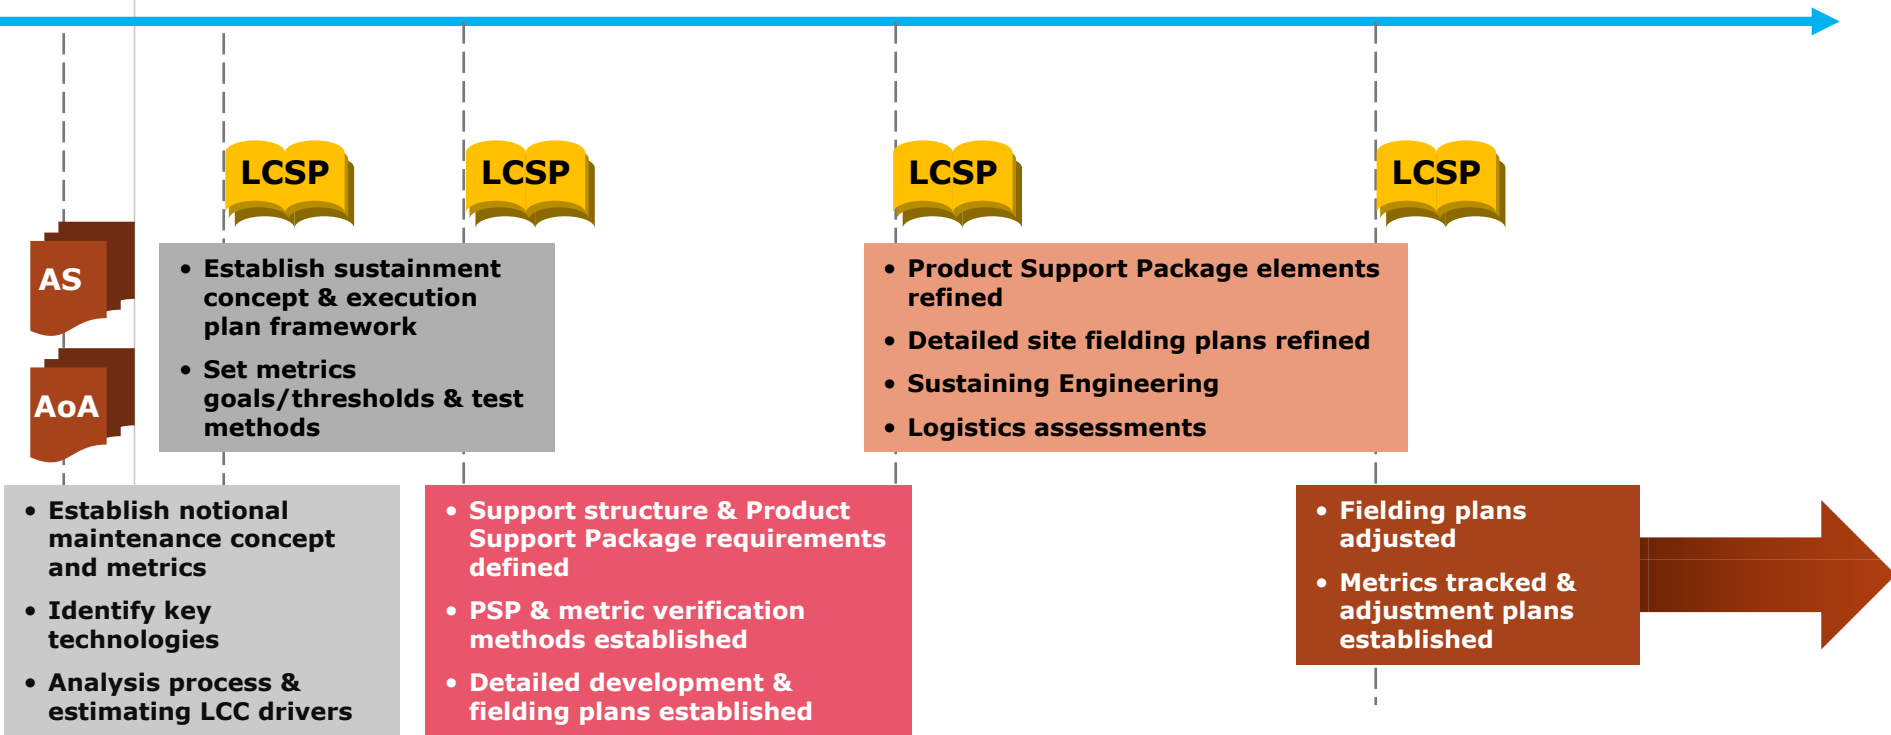 LCSP
LCSP
LCSP
LCSP
AS
AoA
• Establish sustainment
concept & execution
plan framework
• Set metrics
goals/thresholds & test
methods
• Product Support Package elements
refined
• Detailed site fielding plans refined
• Sustaining Engineering
• Logistics assessments
• Establish notional
maintenance concept
and metrics
• Identify key
technologies
• Analysis process &
estimating LCC drivers
• Support structure & Product
Support Package requirements
defined
• PSP & metric verification
methods established
• Detailed development &
fielding plans established
• Fielding plans
adjusted
• Metrics tracked &
adjustment plans
established